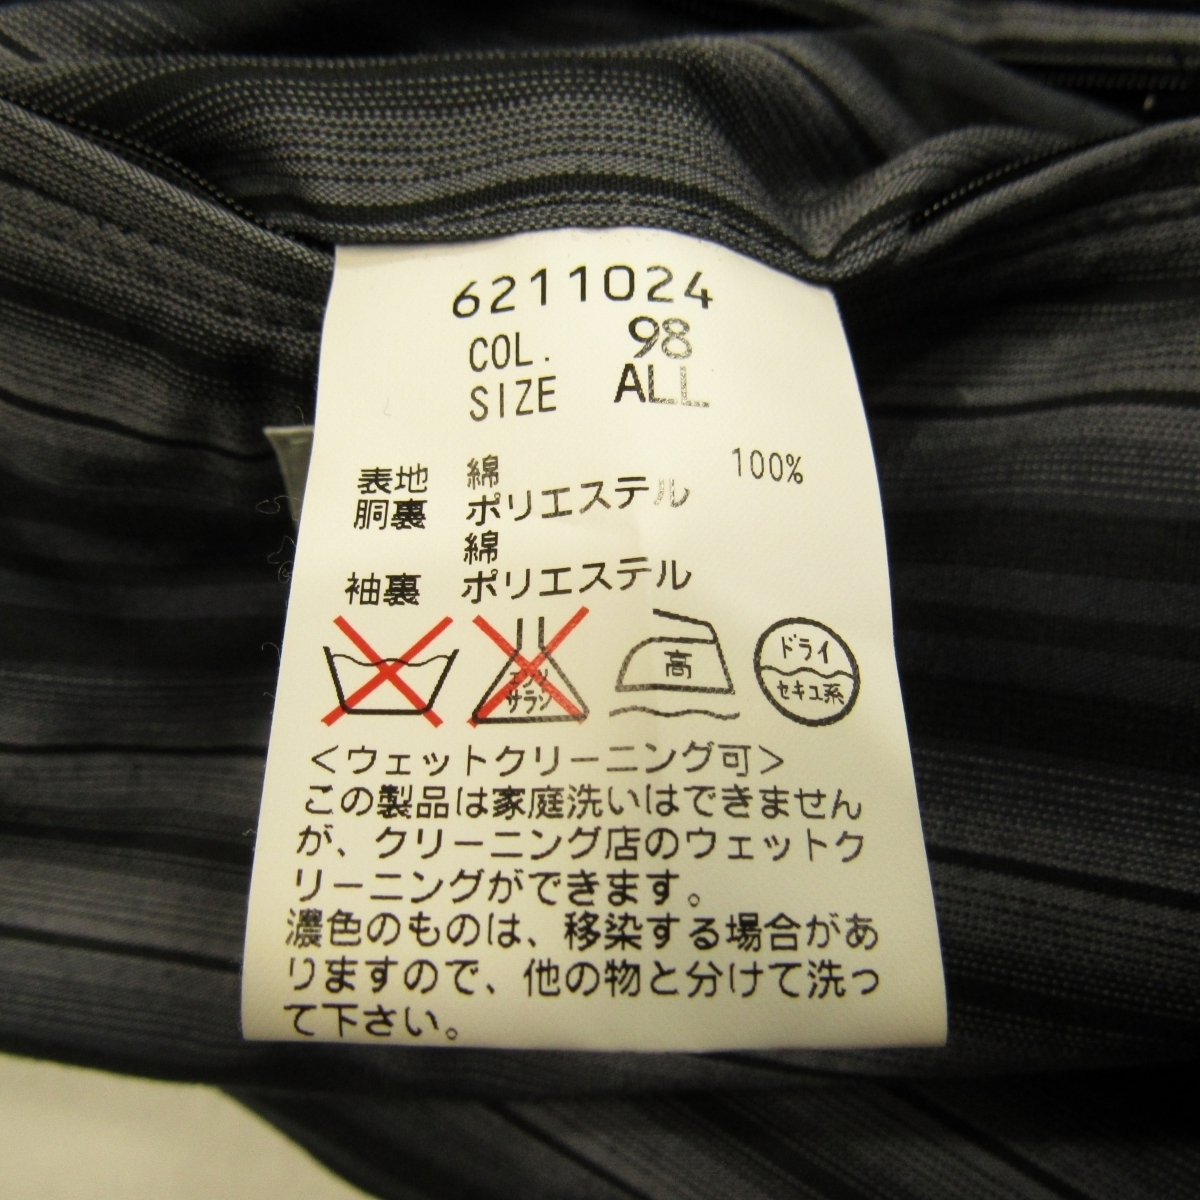 6211024
COL. 98
SIZE ALL
表地 綿 100%
胴裏 ポリエステル
綿
袖裏 ポリエステル
エンソ
サラシ
高
ドライ
セキユ系
<ウェットクリーニング可>
この製品は家庭洗いはできません
が、クリーニング店のウェットク
リーニングができます。
濃色のものは、移染する場合があ
りますので、他の物と分けて洗っ
て下さい。